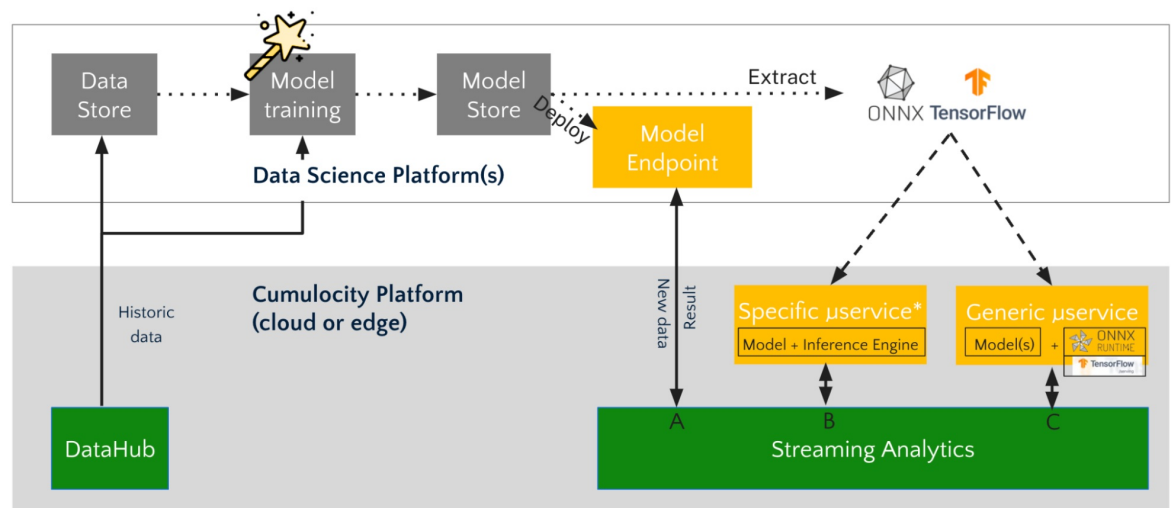 Data
Store
Model
training
Model
Store
Extract
ONNX
TensorFlow
Deploy
Model
Endpoint
Data Science Platform(s)
Cumulocity Platform
(cloud or edge)
Historic
data
New data
Result
Specific µservice*
Model + Inference Engine
Generic µservice
Model(s)
+
ONNX
RUNTIME
TensorFlow
A
B
C
DataHub
Streaming Analytics